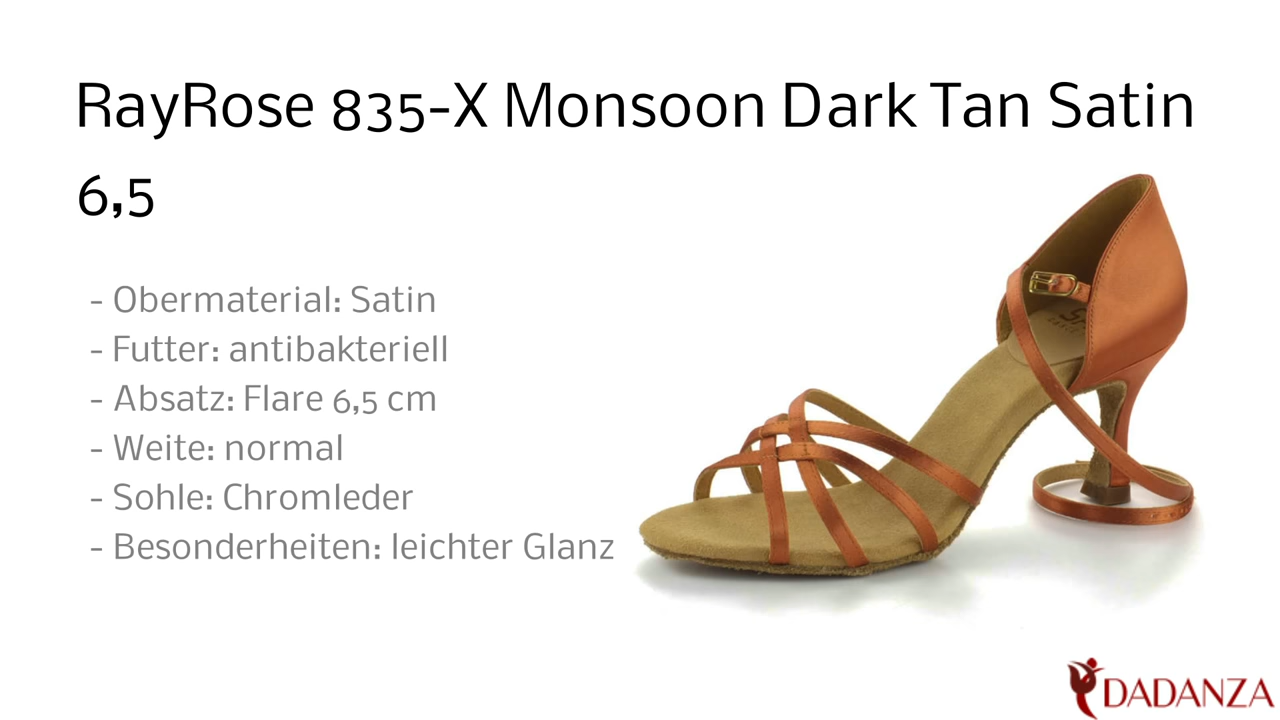 RayRose 835-X Monsoon Dark Tan Satin
6,5
- Obermaterial: Satin
- Futter: antibakteriell
- Absatz: Flare 6,5 cm
- Weite: normal
- Sohle: Chromleder
- Besonderheiten: leichter Glanz
DADANZA